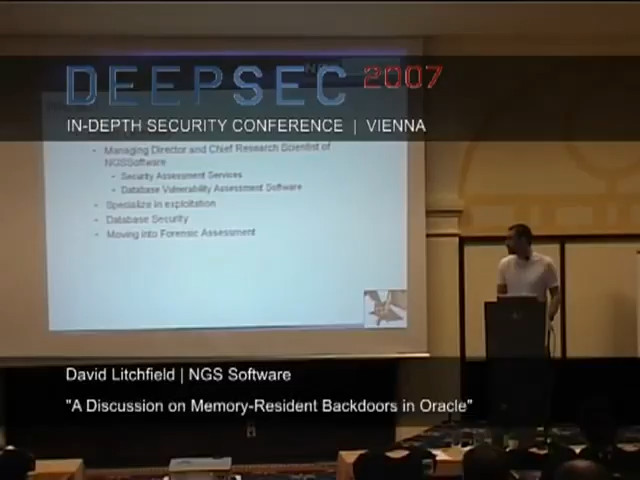 DEEPSEC 2007
IN-DEPTH SECURITY CONFERENCE | VIENNA
Managing Director and Chief Research Scientist of
NGSSoftware
Security Assessment Services
Database Vulnerability Assessment Software
Specialize in exploitation
Database Security
Moving into Forensic Assessment
David Litchfield | NGS Software
"A Discussion on Memory-Resident Backdoors in Oracle"